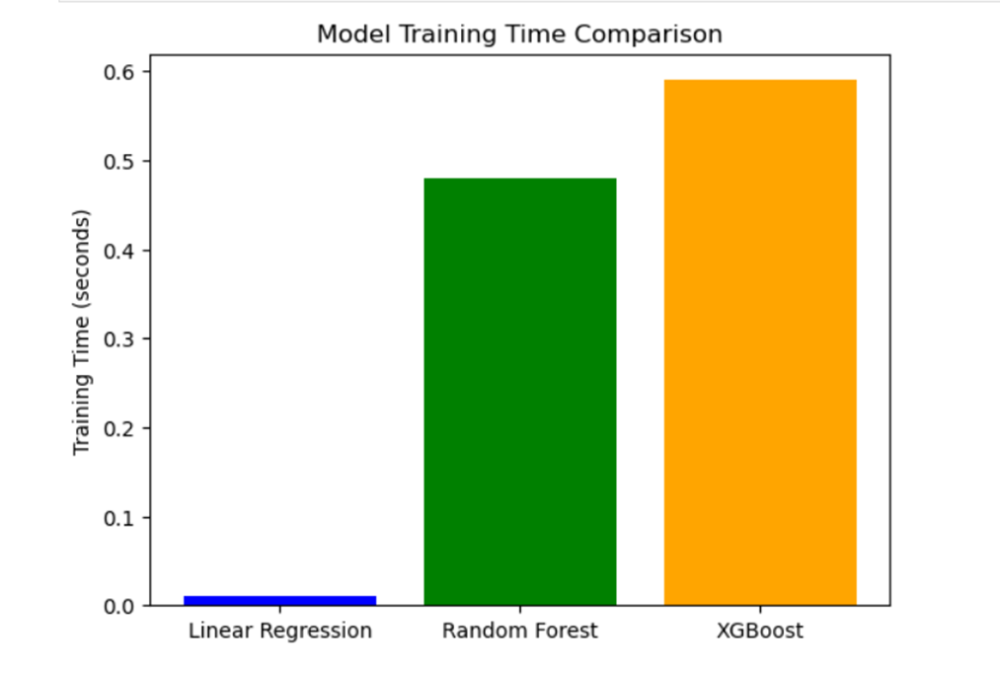 Model Training Time Comparison
0.6
0.5
0.4
0.3
0.2
0.1
0.0
Training Time (seconds)
Linear Regression
Random Forest
XGBoost